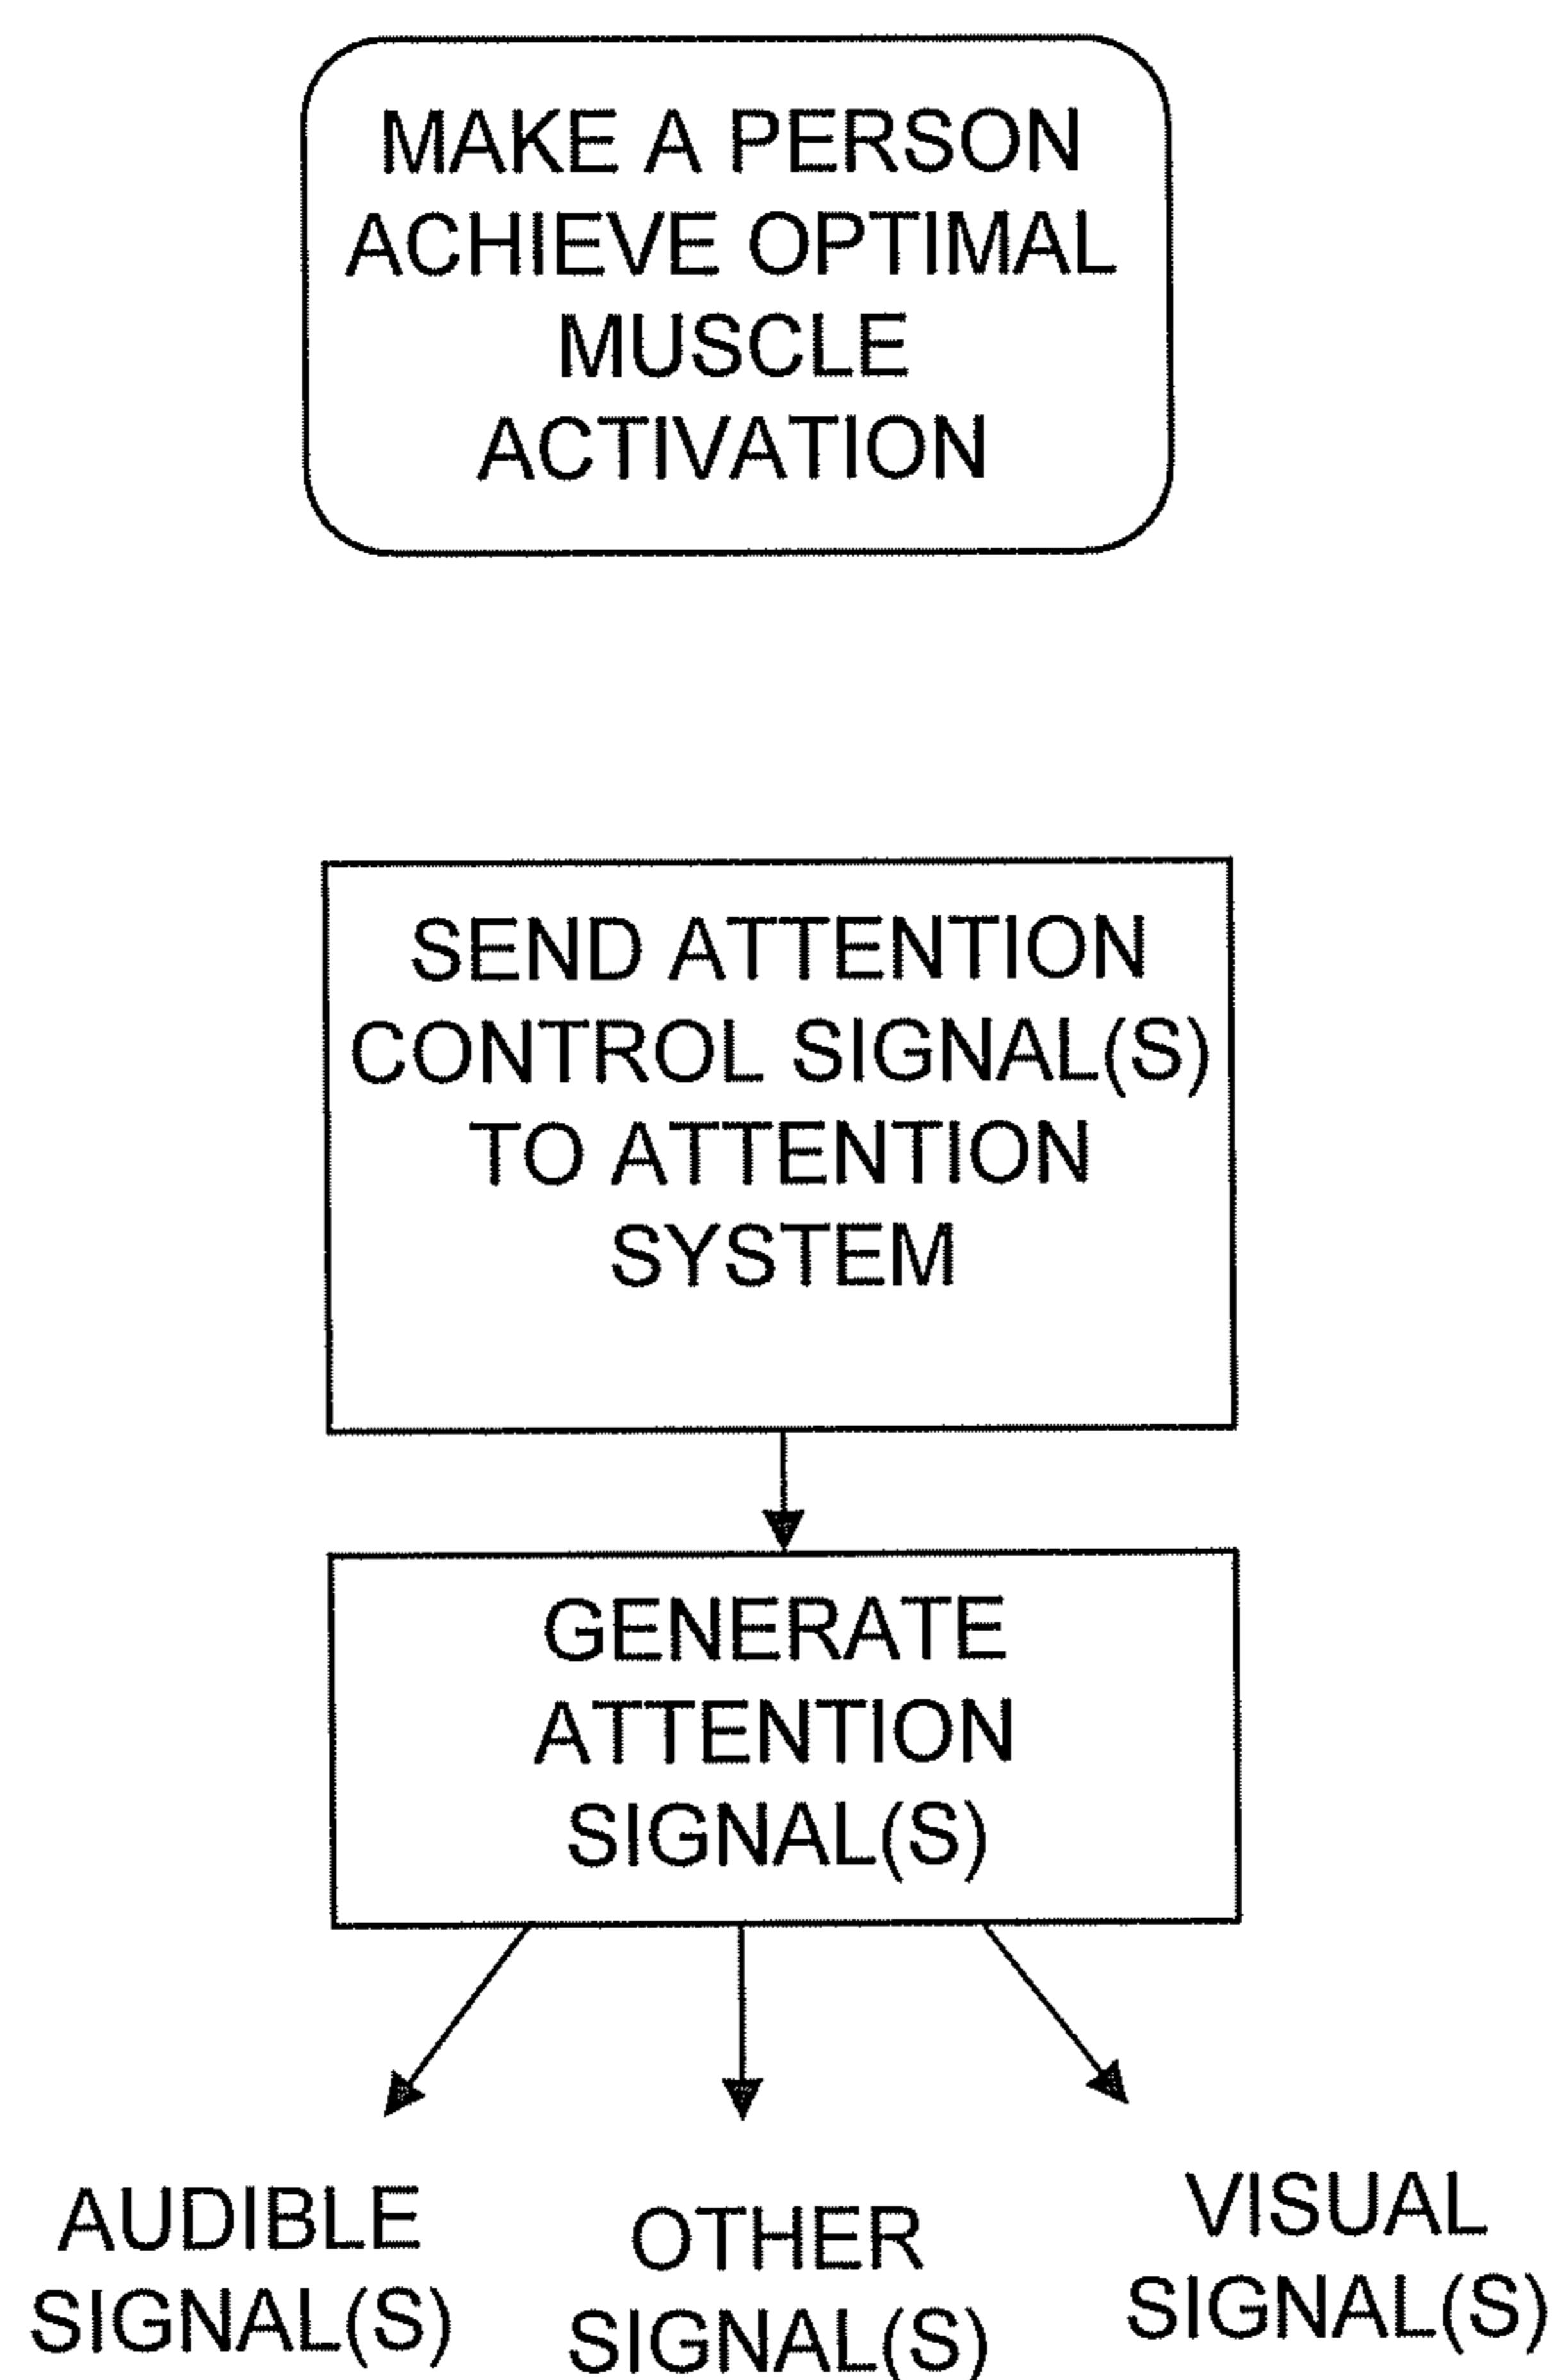 MAKE A PERSON
ACHIEVE OPTIMAL
MUSCLE
ACTIVATION
SEND ATTENTION
CONTROL SIGNAL(S)
TO ATTENTION
SYSTEM
GENERATE
ATTENTION
SIGNAL(S)
AUDIBLE
SIGNAL(S)
OTHER
SIGNAL(S)
VISUAL
SIGNAL(S)